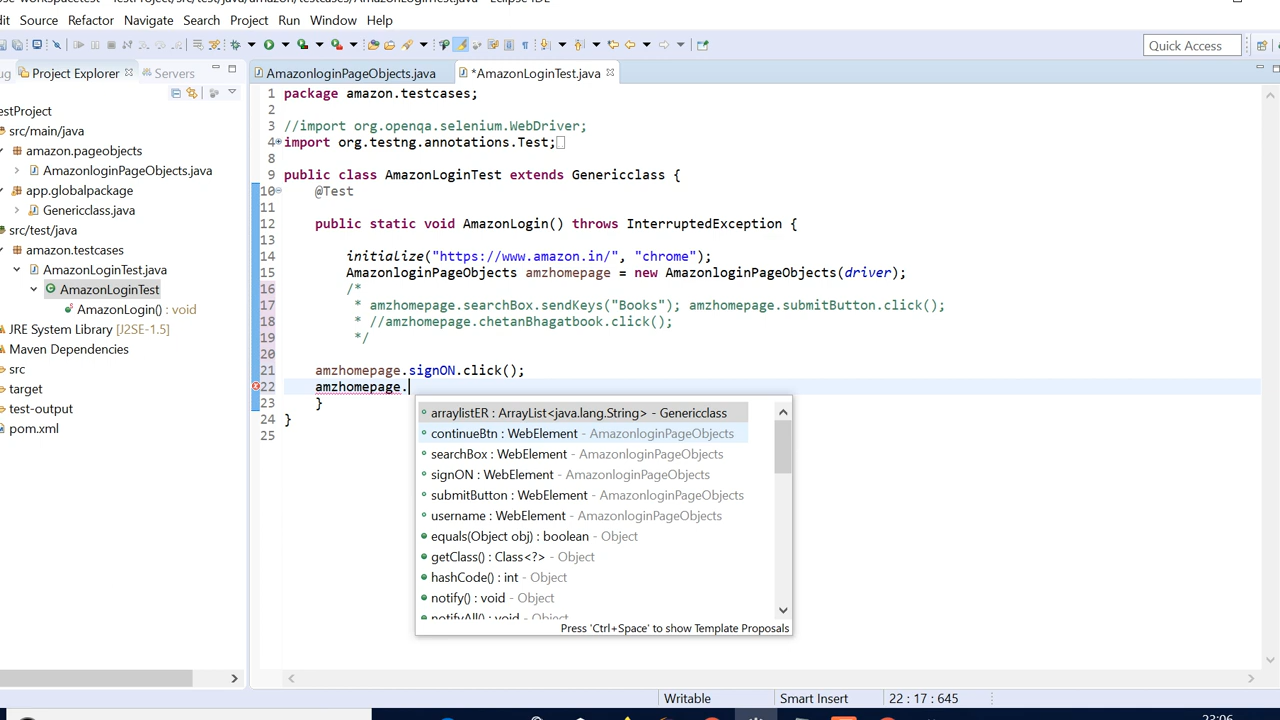 Source Refactor Navigate Search Project Run Window Help
Quick Access
Project Explorer
Servers
AmazonloginPageObjects.java
*AmazonLoginTest.java
estProject
src/main/java
amazon.pageobjects
AmazonloginPageObjects.java
app.globalpackage
Genericclass.java
src/test/java
amazon.testcases
AmazonLoginTest.java
AmazonLoginTest
AmazonLogin() : void
JRE System Library [J2SE-1.5]
Maven Dependencies
src
target
test-output
pom.xml
1 package amazon.testcases;
2
3 //import org.openqa.selenium.WebDriver;
4 import org.testng.annotations.Test;
8
9 public class AmazonLoginTest extends Genericclass {
10 @Test
11
12 public static void AmazonLogin() throws InterruptedException {
13
14 initialize("https://www.amazon.in/", "chrome");
15 AmazonloginPageObjects amzhomepage = new AmazonloginPageObjects(driver);
16 /*
17 * amzhomepage.searchBox.sendKeys("Books"); amzhomepage.submitButton.click();
18 * //amzhomepage.chetanBhagatbook.click();
19 */
20
21 amzhomepage.signON.click();
22 amzhomepage.
23 }
24 }
25
arraylistER : ArrayList<java.lang.String> - Genericclass
continueBtn : WebElement - AmazonloginPageObjects
searchBox : WebElement - AmazonloginPageObjects
signON : WebElement - AmazonloginPageObjects
submitButton : WebElement - AmazonloginPageObjects
username : WebElement - AmazonloginPageObjects
equals(Object obj) : boolean - Object
getClass() : Class<?> - Object
hashCode() : int - Object
notify() : void - Object
notifyAll() : void - Object
Press 'Ctrl+Space' to show Template Proposals
Writable
Smart Insert
22 : 17 : 645
23:06